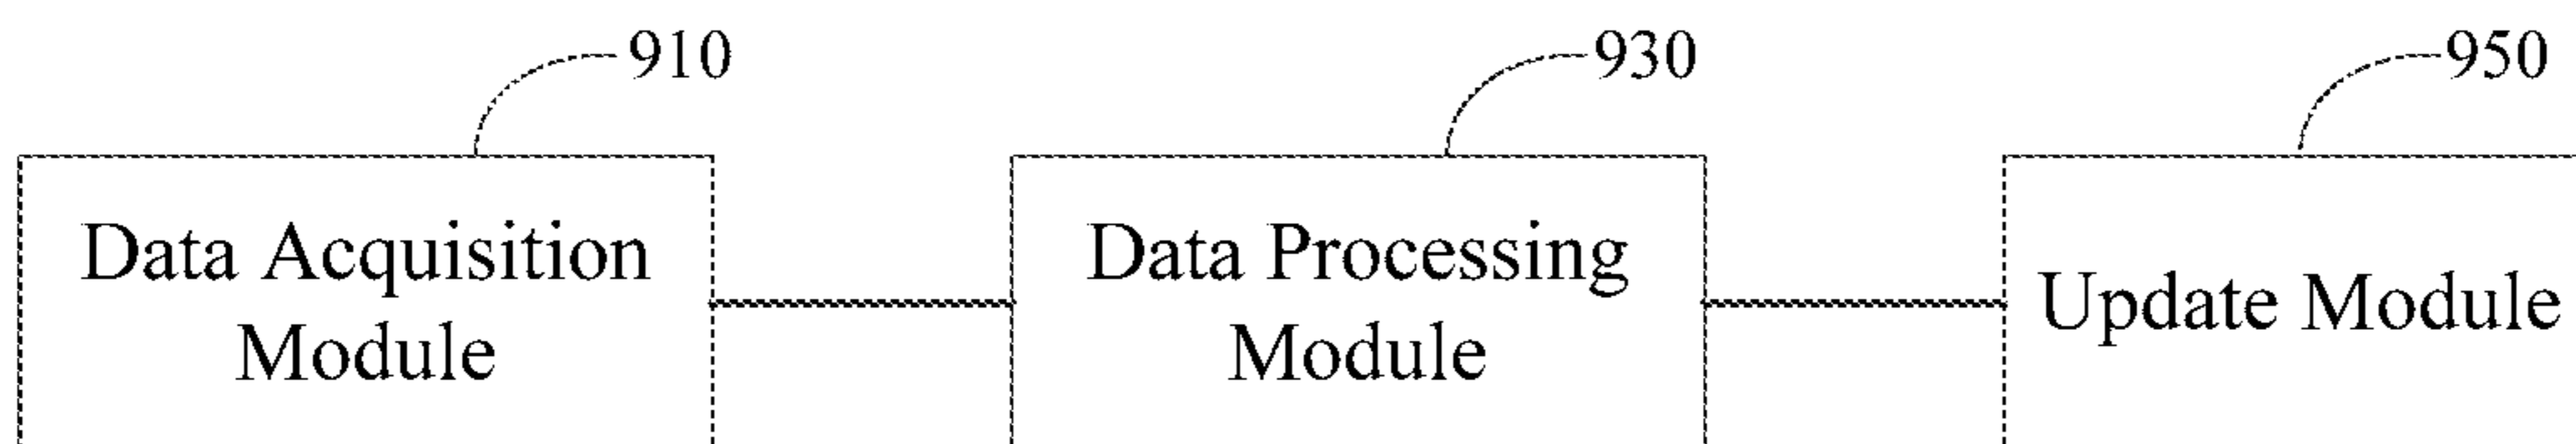 910
930
950
Data Acquisition
Module
Data Processing
Module
Update Module